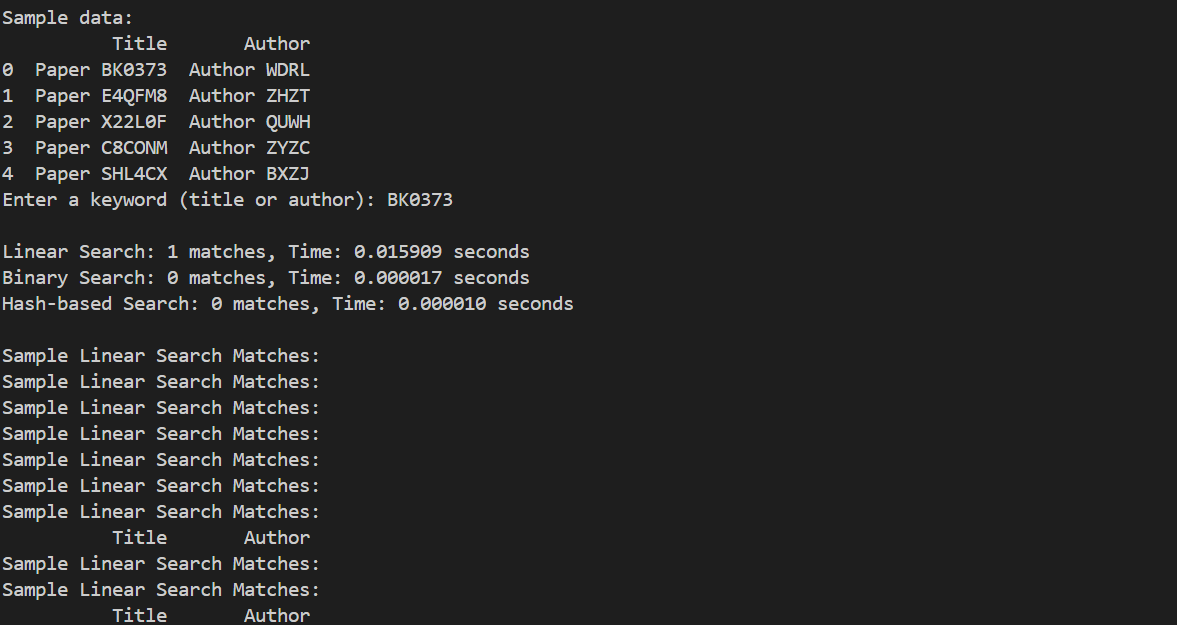 Sample data:
Title Author
0 Paper BK0373 Author WDRL
1 Paper E4QFM8 Author ZHZT
2 Paper X22L0F Author QUWH
3 Paper C8CONM Author ZYZC
4 Paper SHL4CX Author BXZJ
Enter a keyword (title or author): BK0373
Linear Search: 1 matches, Time: 0.015909 seconds
Binary Search: 0 matches, Time: 0.000017 seconds
Hash-based Search: 0 matches, Time: 0.000010 seconds
Sample Linear Search Matches:
Sample Linear Search Matches:
Sample Linear Search Matches:
Sample Linear Search Matches:
Sample Linear Search Matches:
Sample Linear Search Matches:
Sample Linear Search Matches:
Title Author
Sample Linear Search Matches:
Sample Linear Search Matches:
Title Author